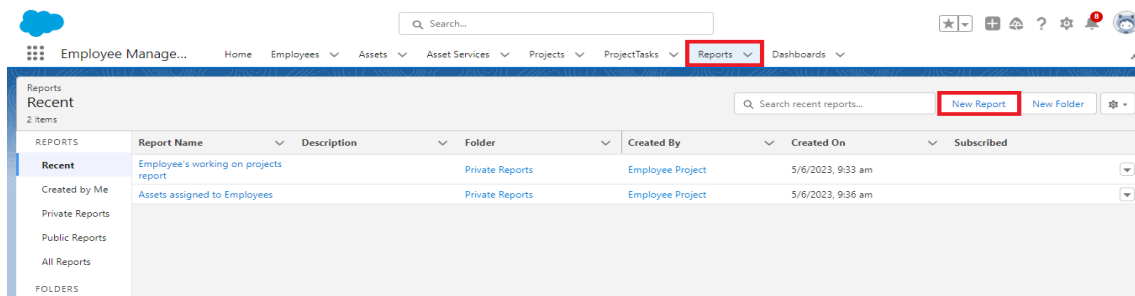 Search...
8
Employee Manage... Home Employees Assets Asset Services Projects ProjectTasks Reports Dashboards
Reports
Recent
2 items
Search recent reports... New Report New Folder
REPORTS Report Name Description Folder Created By Created On Subscribed
Recent Employee's working on projects report Private Reports Employee Project 5/6/2023, 9:33 am
Created by Me Assets assigned to Employees Private Reports Employee Project 5/6/2023, 9:36 am
Private Reports
Public Reports
All Reports
FOLDERS